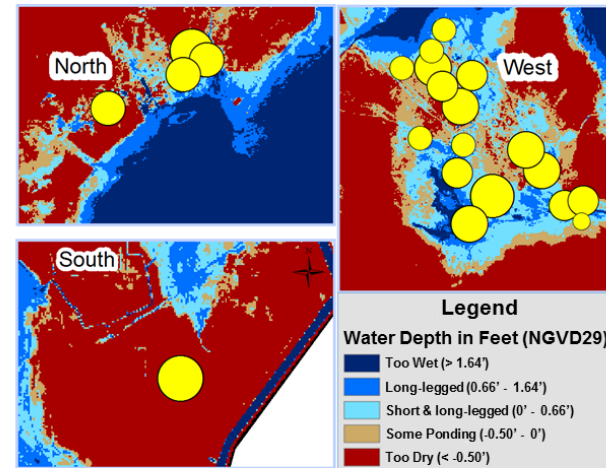 North
West
South
Legend
Water Depth in Feet (NGVD29)
Too Wet (> 1.64')
Long-legged (0.66' - 1.64')
Short & long-legged (0' - 0.66')
Some Ponding (-0.50' - 0')
Too Dry (< -0.50')